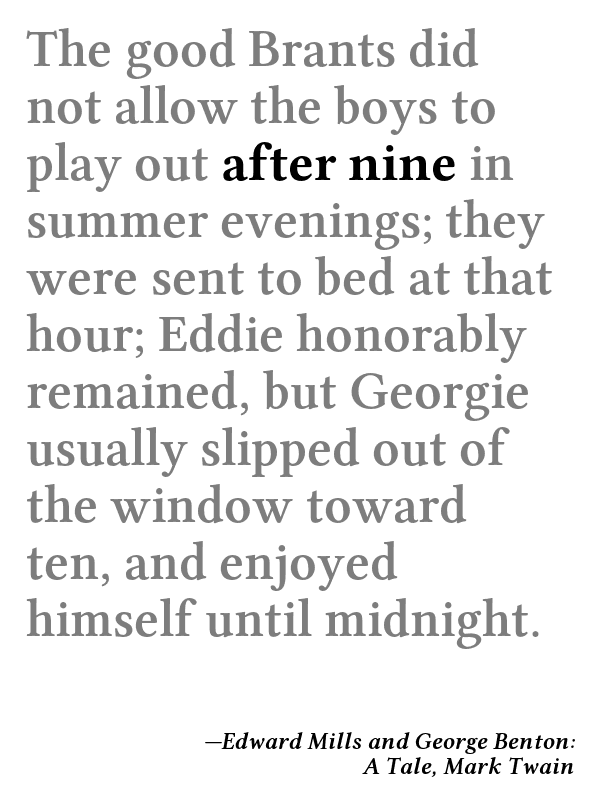 The good Brants did
not allow the boys to
play out after nine in
summer evenings; they
were sent to bed at that
hour; Eddie honorably
remained, but Georgie
usually slipped out of
the window toward
ten, and enjoyed
himself until midnight.
—Edward Mills and George Benton:
A Tale, Mark Twain